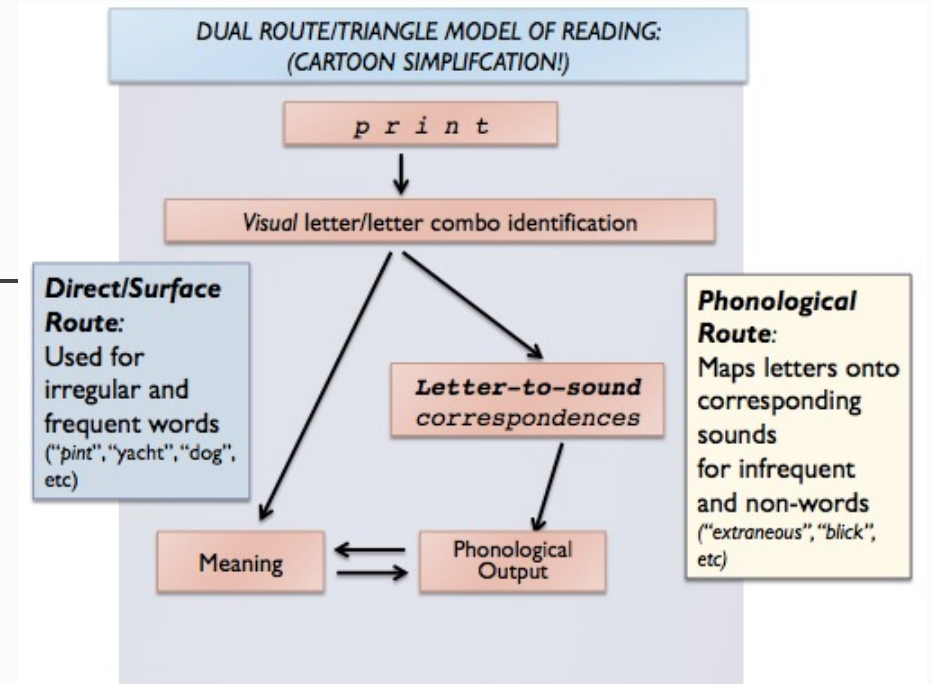 DUAL ROUTE/TRIANGLE MODEL OF READING:
(CARTOON SIMPLIFCATION!)
p r i n t
Visual letter/letter combo identification
Direct/Surface
Route:
Used for
irregular and
frequent words
(“pint”, “yacht”, “dog”,
etc)
Letter-to-sound
correspondences
Phonological
Route:
Maps letters onto
corresponding
sounds
for infrequent
and non-words
(“extraneous”, “blick”,
etc)
Meaning
Phonological
Output